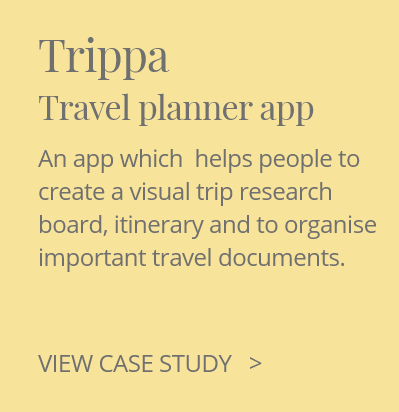 Trippa
Travel planner app
An app which  helps people to
create a visual trip research
board, itinerary and to organise
important travel documents.
VIEW CASE STUDY   >